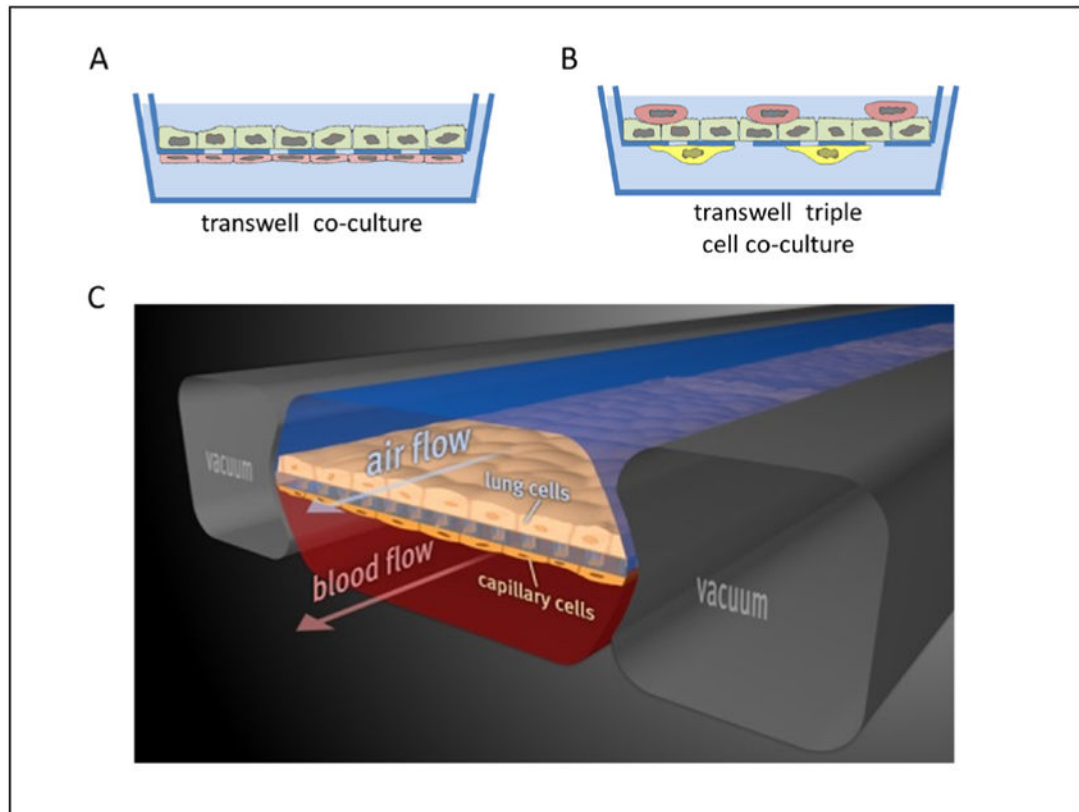 A
B
transwell co-culture
transwell triple
cell co-culture
C
vacuum
air flow
lung cells
blood flow
capillary cells
vacuum